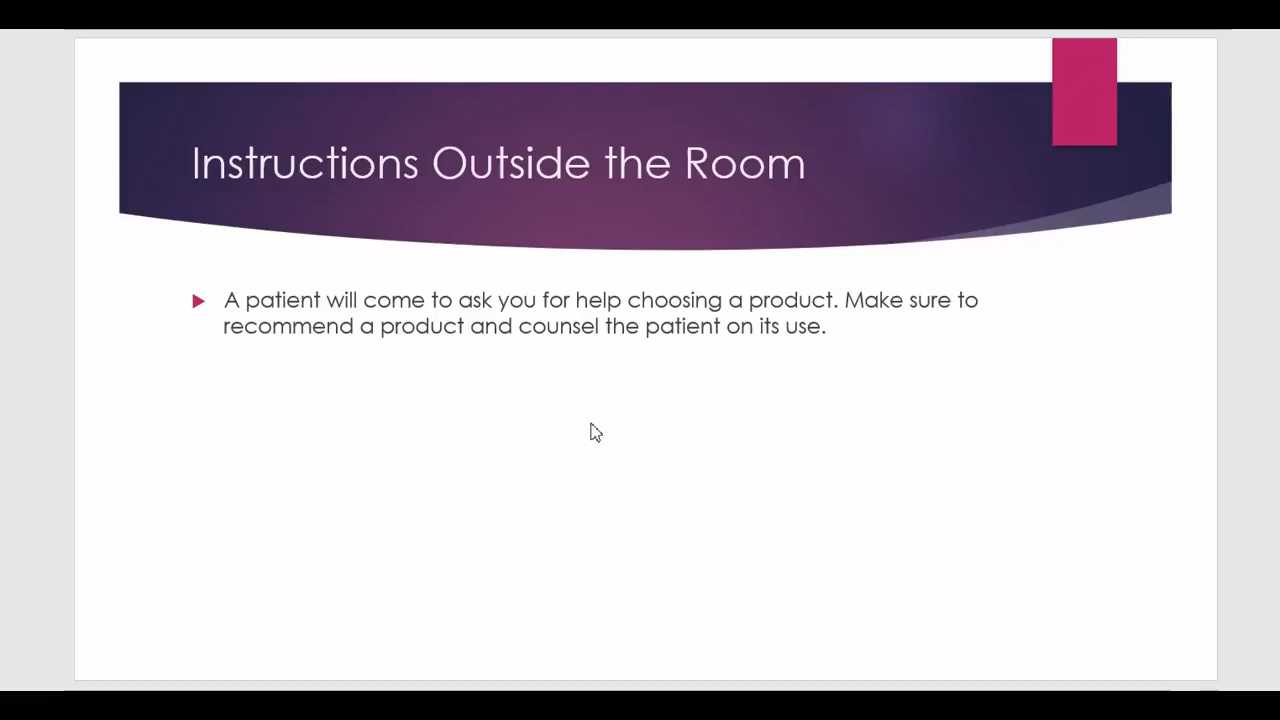 Instructions Outside the Room
A patient will come to ask you for help choosing a product. Make sure to
recommend a product and counsel the patient on its use.